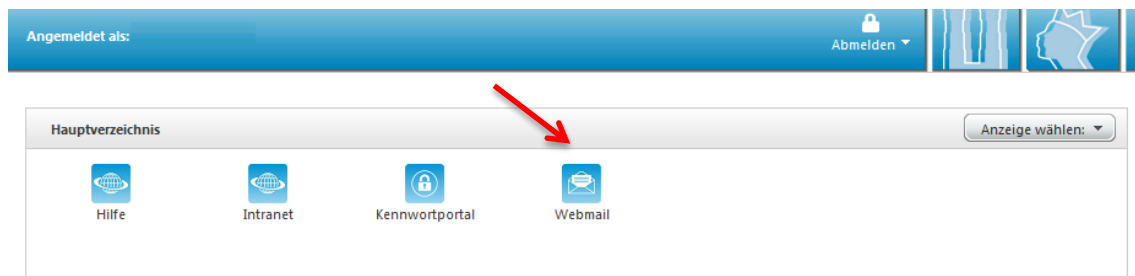 Angemeldet als:
Abmelden
Hauptverzeichnis
Anzeige wählen:
Hilfe
Intranet
Kennwortportal
Webmail